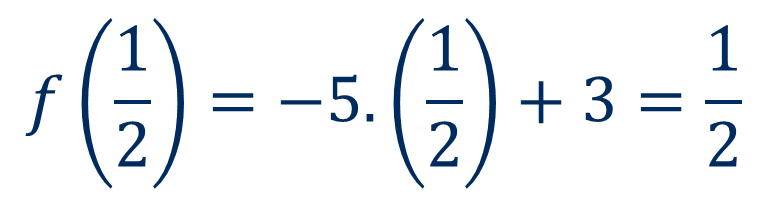 f(1/2) = −5.(1/2) + 3 = 1/2